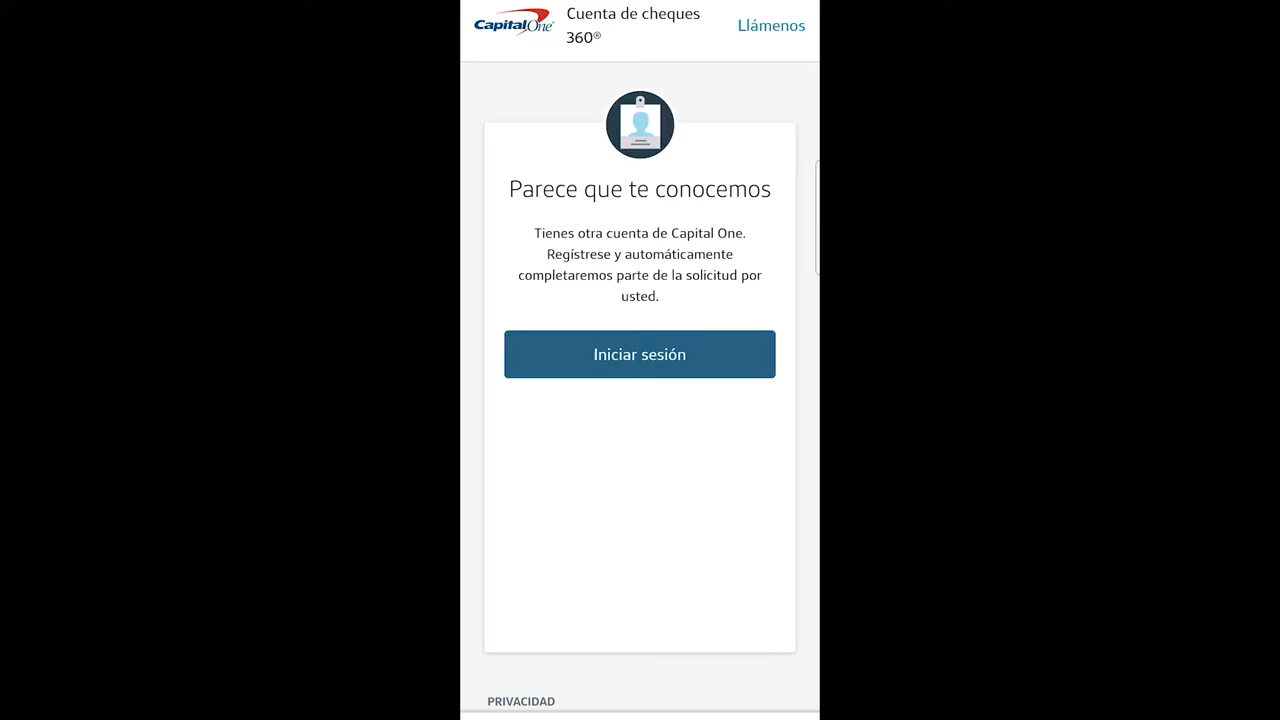 Capital One
Cuenta de cheques
360®
Llámenos
Parece que te conocemos
Tienes otra cuenta de Capital One.
Regístrese y automáticamente
completaremos parte de la solicitud por
usted.
Iniciar sesión
PRIVACIDAD